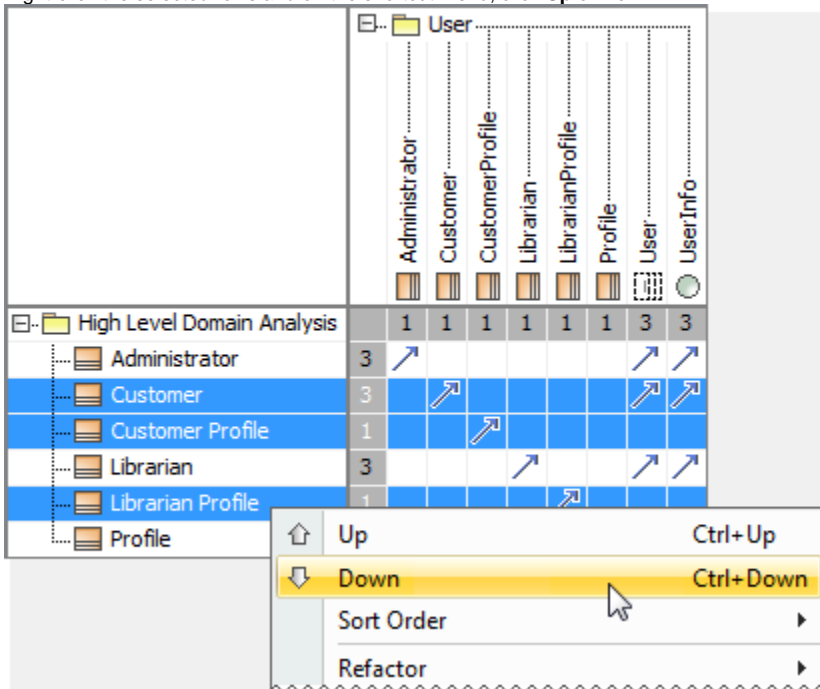 User
Administrator
Customer
CustomerProfile
Librarian
LibrarianProfile
Profile
User
UserInfo
High Level Domain Analysis 1 1 1 1 1 1 3 3
Administrator 3
Customer 3
Customer Profile 1
Librarian 3
Librarian Profile 1
Profile
Up Ctrl+Up
Down Ctrl+Down
Sort Order
Refactor